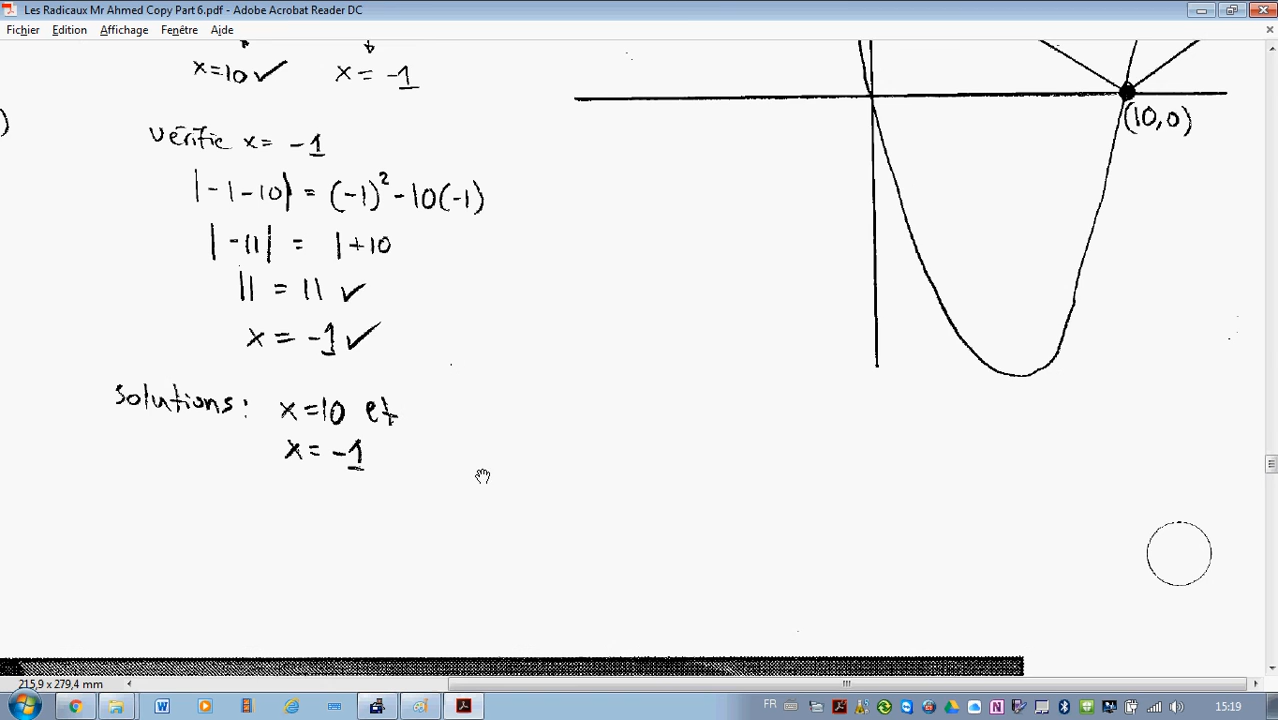 Les Radicaux Mr Ahmed Copy Part 6.pdf - Adobe Acrobat Reader DC
Fichier Edition Affichage Fenêtre Aide
x=10 ✓ x = -1
)
vérifie x = -1
|-1-10| = (-1)² - 10(-1)
|-11| = 1+10
11 = 11 ✓
x = -1 ✓
Solutions: x=10 et
x = -1
(10,0)
215,9 x 279,4 mm
FR
15:19